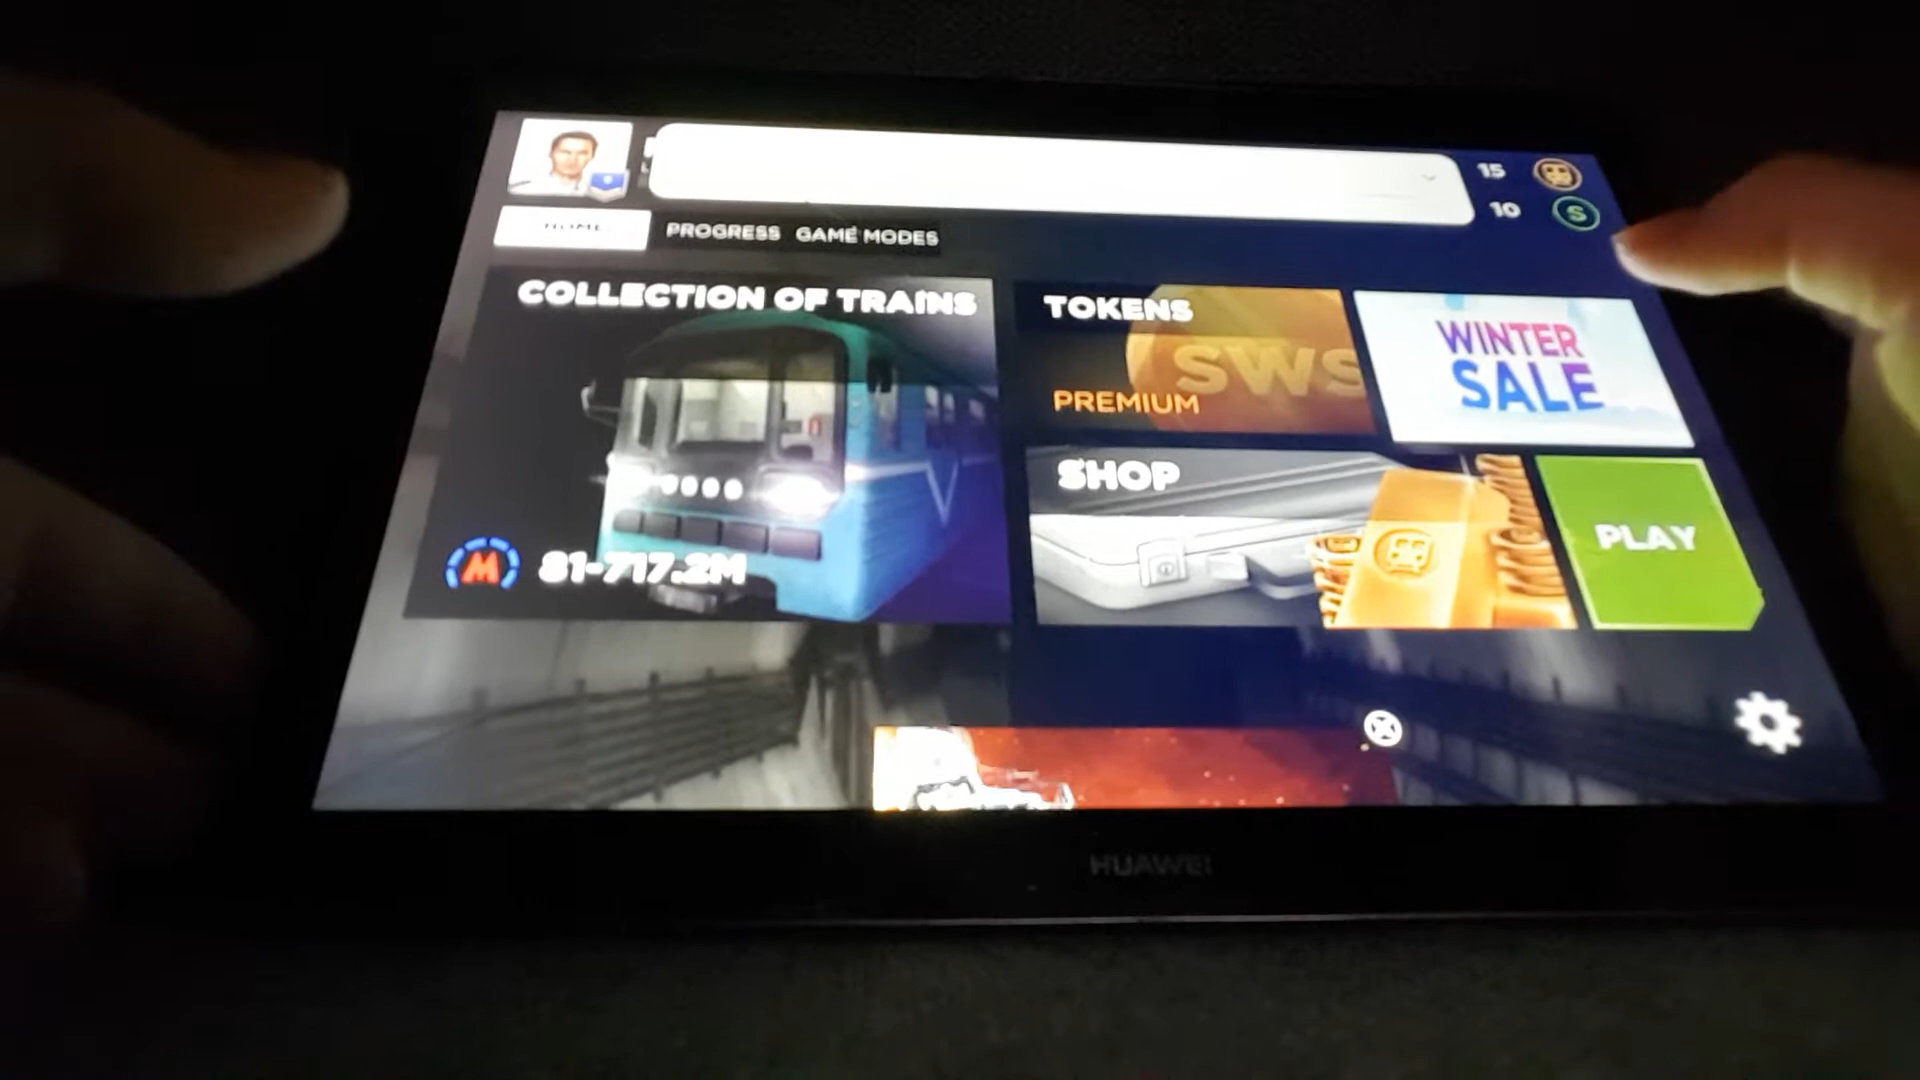 15
10
HOME
PROGRESS
GAME MODES
COLLECTION OF TRAINS
M 81-717.2M
TOKENS
SWS
PREMIUM
WINTER
SALE
SHOP
PLAY
HUAWEI